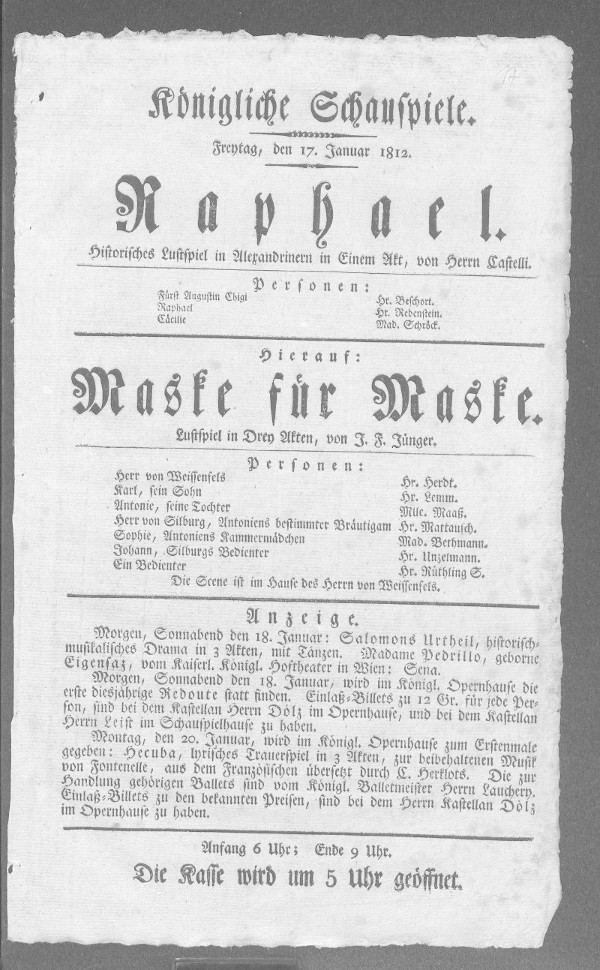 Königliche Schauspiele.
Freytag, den 17. Januar 1812.
Raphael.
Historisches Lustspiel in Alexandrinern in Einem Akt, von Herrn Castelli.
Personen:
Fürst Augustin Chigi Hr. Beschort.
Raphael Hr. Rebenstein.
Cäcilie Mad. Schröck.
Hierauf:
Maske für Maske.
Lustspiel in Drey Akten, von J. F. Jünger.
Personen:
Herr von Weissenfels Hr. Herdt.
Karl, sein Sohn Hr. Lemm.
Antonie, seine Tochter Mlle. Maaß.
Herr von Silburg, Antoniens bestimmter Bräutigam Hr. Mattausch.
Sophie, Antoniens Kammermädchen Mad. Bethmann.
Johann, Silburgs Bedienter Hr. Unzelmann.
Ein Bedienter Hr. Rüthling S.
Die Scene ist im Hause des Herrn von Weissenfels.
Anzeige.
Morgen, Sonnabend den 18. Januar: Salomons Urtheil, historisch-
musikalisches Drama in 3 Akten, mit Tänzen. Madame Pedrillo, geborne
Eigensaz, vom Kaiserl. Königl. Hoftheater in Wien: Sena.
Morgen, Sonnabend den 18. Januar, wird im Königl. Opernhause die
erste diesjährige Redoute statt finden. Einlaß-Billets zu 12 Gr. für jede Per-
son, sind bei dem Kastellan Herrn Dölz im Opernhause, und bei dem Kastellan
Herrn Leist im Schauspielhause zu haben.
Montag, den 20. Januar, wird im Königl. Opernhause zum Erstenmale
gegeben: Hecuba, lyrisches Trauerspiel in 3 Akten, zur beibehaltenen Musik
von Fontenelle, aus dem Französischen übersetzt durch C. Herklots. Die zur
Handlung gehörigen Ballets sind vom Königl. Balletmeister Herrn Lauchery.
Einlaß-Billets zu den bekannten Preisen, sind bei dem Herrn Kastellan Dölz
im Opernhause zu haben.
Anfang 6 Uhr; Ende 9 Uhr.
Die Kasse wird um 5 Uhr geöffnet.